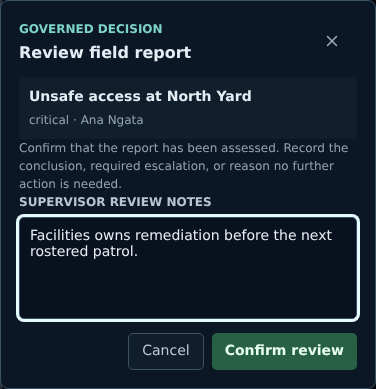 GOVERNED DECISION
Review field report
×
Unsafe access at North Yard
critical · Ana Ngata
Confirm that the report has been assessed. Record the
conclusion, required escalation, or reason no further
action is needed.
SUPERVISOR REVIEW NOTES
Facilities owns remediation before the next
rostered patrol.
Cancel
Confirm review